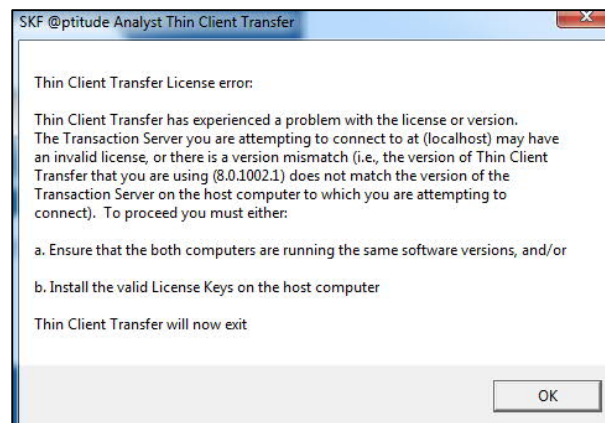 SKF @ptitude Analyst Thin Client Transfer
Thin Client Transfer License error:
Thin Client Transfer has experienced a problem with the license or version.
The Transaction Server you are attempting to connect to at (localhost) may have
an invalid license, or there is a version mismatch (i.e., the version of Thin Client
Transfer that you are using (8.0.1002.1) does not match the version of the
Transaction Server on the host computer to which you are attempting to
connect).  To proceed you must either:
a. Ensure that the both computers are running the same software versions, and/or
b. Install the valid License Keys on the host computer
Thin Client Transfer will now exit
OK